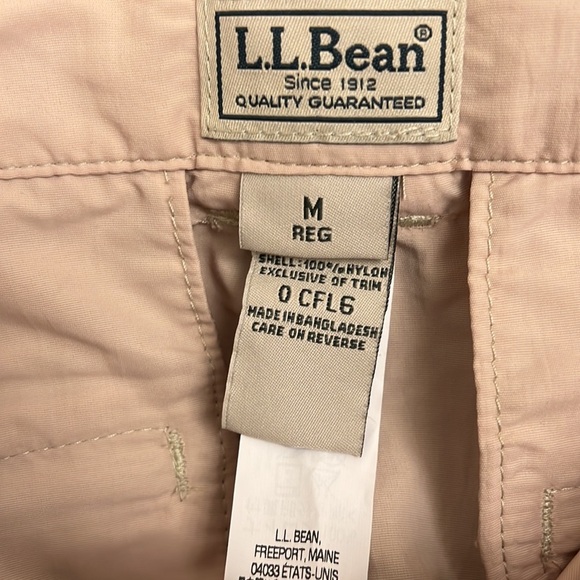 L.L.Bean®
Since 1912
QUALITY GUARANTEED
M
REG
SHELL:100% NYLON
EXCLUSIVE OF TRIM
0 CFL6
MADE IN BANGLADESH
CARE ON REVERSE
L.L. BEAN,
FREEPORT, MAINE
04033 ÉTATS-UNIS